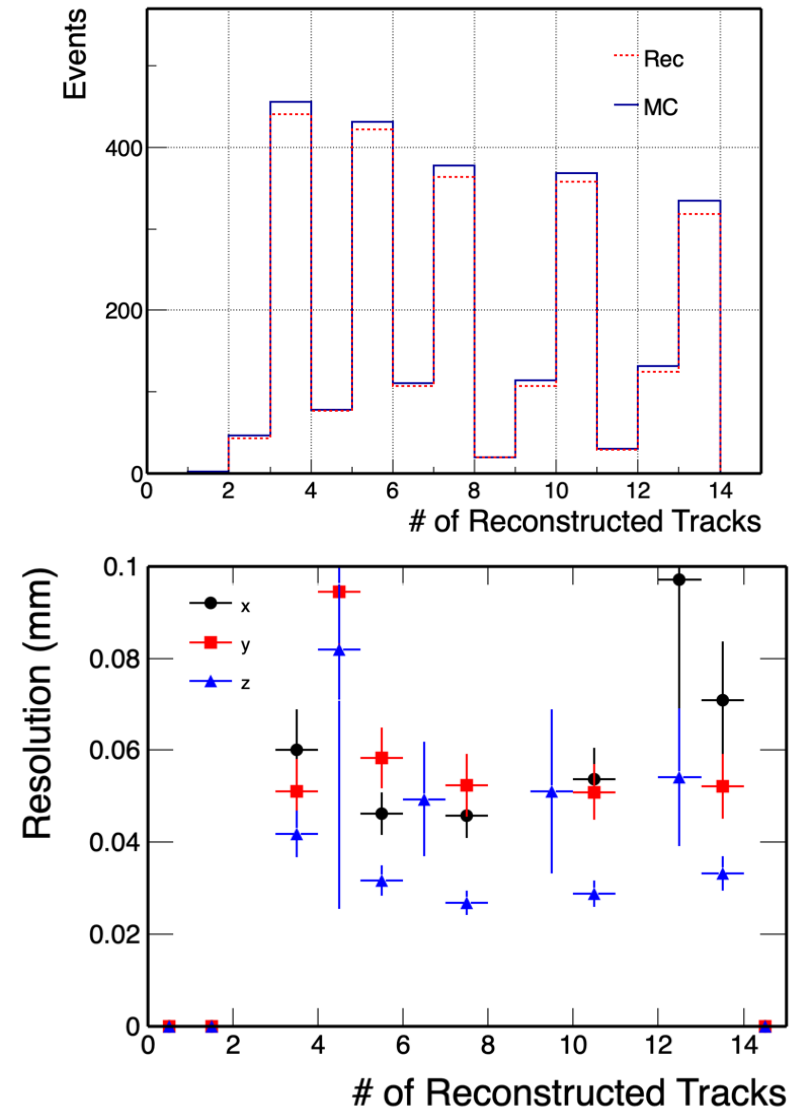 Events
Rec
MC
400
200
0
0 2 4 6 8 10 12 14
# of Reconstructed Tracks
Resolution (mm)
0.1
x
y
z
0.08
0.06
0.04
0.02
0
0 2 4 6 8 10 12 14
# of Reconstructed Tracks